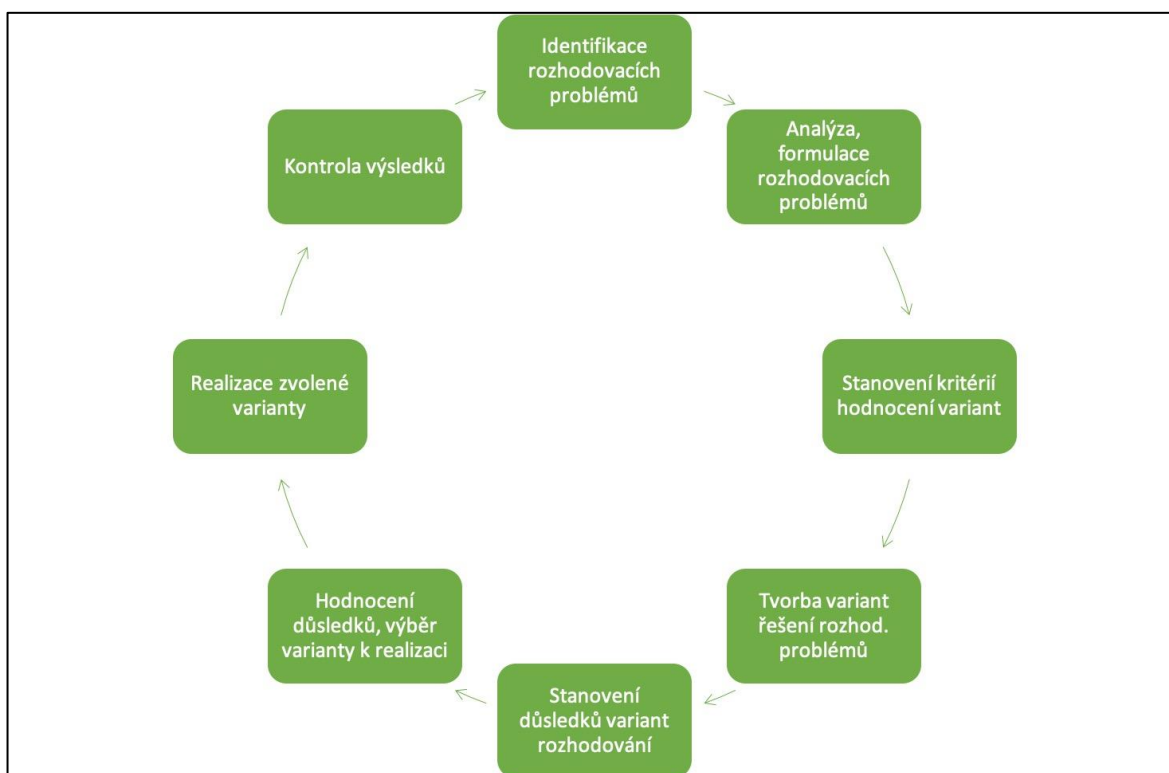 Identifikace
rozhodovacích
problémů
Analýza,
formulace
rozhodovacích
problémů
Stanovení kritérií
hodnocení variant
Tvorba variant
řešení rozhod.
problémů
Stanovení
důsledků variant
rozhodování
Hodnocení
důsledků, výběr
varianty k realizaci
Realizace zvolené
varianty
Kontrola výsledků